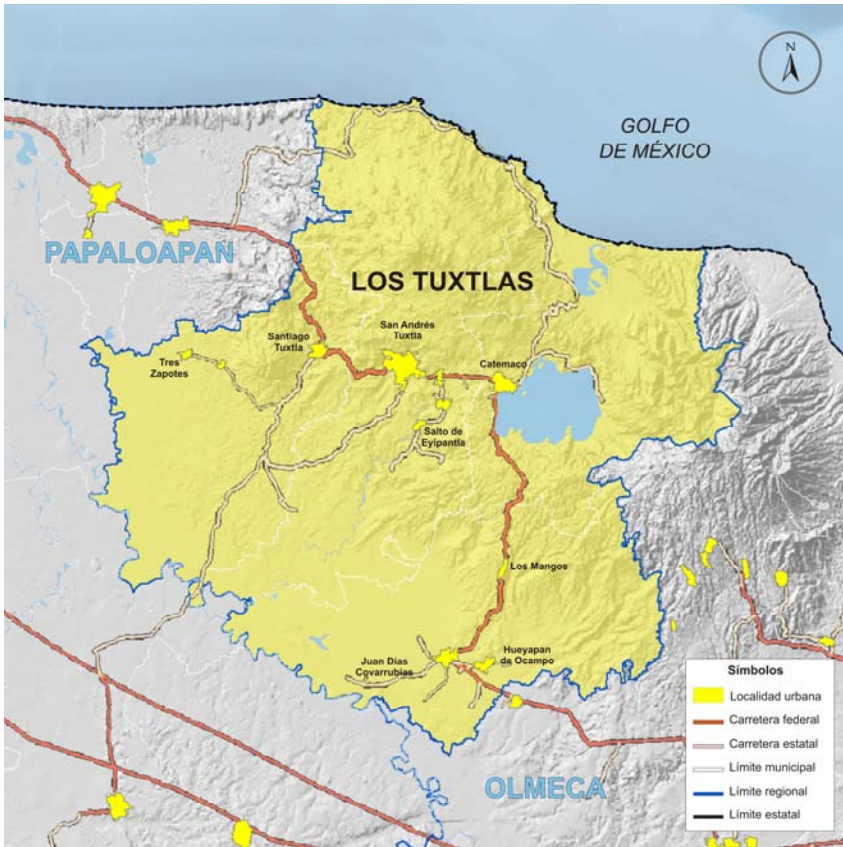 N
GOLFO
DE MÉXICO
PAPALOAPAN
LOS TUXTLAS
Santiago
Tuxtla
San Andrés
Tuxtla
Tres
Zapotes
Catemaco
Salto de
Eyipantla
Los Mangos
Juan Días
Covarrubias
Hueyapan
de Ocampo
OLMECA
Símbolos
Localidad urbana
Carretera federal
Carretera estatal
Límite municipal
Límite regional
Límite estatal